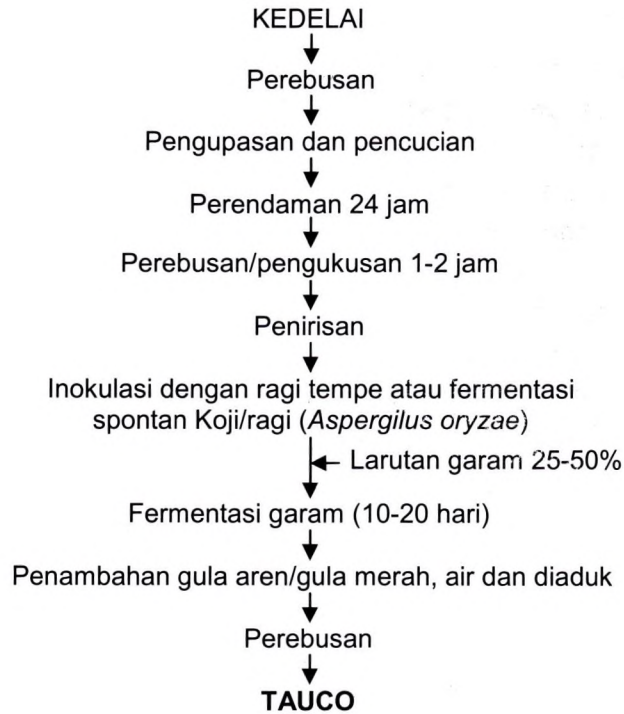 KEDELAI
Perebusan
Pengupasan dan pencucian
Perendaman 24 jam
Perebusan/pengukusan 1-2 jam
Penirisan
Inokulasi dengan ragi tempe atau fermentasi
spontan Koji/ragi (Aspergilus oryzae)
Larutan garam 25-50%
Fermentasi garam (10-20 hari)
Penambahan gula aren/gula merah, air dan diaduk
Perebusan
TAUCO